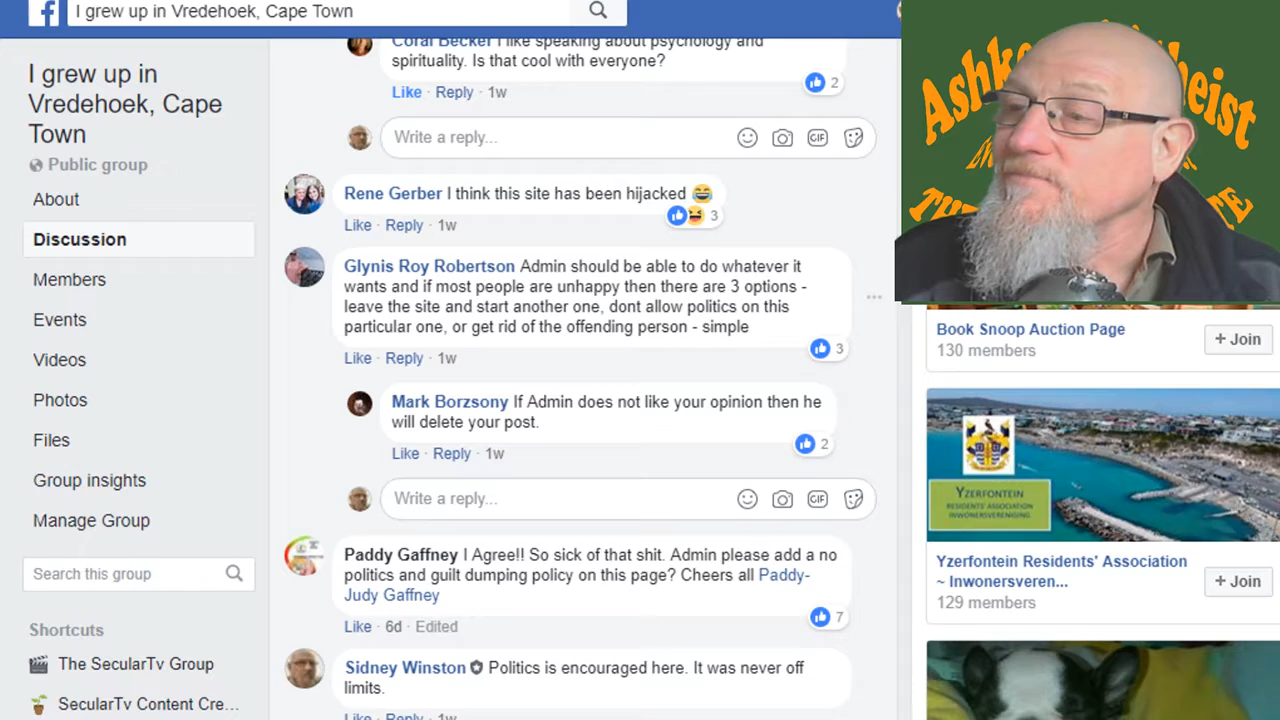 I grew up in Vredehoek, Cape Town
I grew up in
Vredehoek, Cape
Town
Public group
About
Discussion
Members
Events
Videos
Photos
Files
Group insights
Manage Group
Search this group
Shortcuts
The SecularTv Group
SecularTv Content Cre...
Coral Becker I like speaking about psychology and
spirituality. Is that cool with everyone?
2
Like · Reply · 1w
Write a reply...
GIF
Rene Gerber I think this site has been hijacked 😂
3
Like · Reply · 1w
Glynis Roy Robertson Admin should be able to do whatever it
wants and if most people are unhappy then there are 3 options -
leave the site and start another one, dont allow politics on this
particular one, or get rid of the offending person - simple
3
Like · Reply · 1w
Mark Borzsony If Admin does not like your opinion then he
will delete your post.
2
Like · Reply · 1w
Write a reply...
GIF
Paddy Gaffney I Agree!! So sick of that shit. Admin please add a no
politics and guilt dumping policy on this page? Cheers all Paddy-
Judy Gaffney
7
Like · 6d · Edited
Sidney Winston Politics is encouraged here. It was never off
limits.
Like · Reply · 1w
Book Snoop Auction Page
130 members
+ Join
YZERFONTEIN
RESIDENTS' ASSOCIATION
INWONERSVERENIGING
Yzerfontein Residents' Association
~ Inwonersveren...
129 members
+ Join